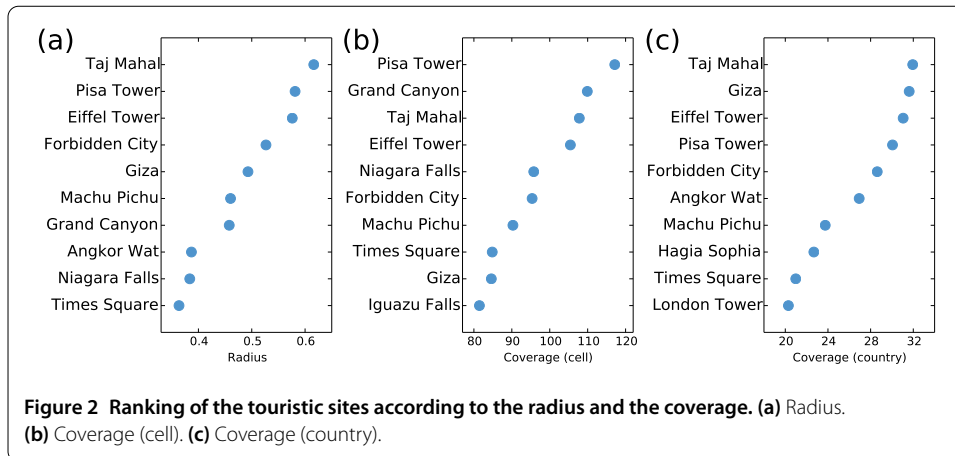 (a)
Taj Mahal
Pisa Tower
Eiffel Tower
Forbidden City
Giza
Machu Pichu
Grand Canyon
Angkor Wat
Niagara Falls
Times Square
0.4 0.5 0.6
Radius
(b)
Pisa Tower
Grand Canyon
Taj Mahal
Eiffel Tower
Niagara Falls
Forbidden City
Machu Pichu
Times Square
Giza
Iguazu Falls
80 90 100 110 120
Coverage (cell)
(c)
Taj Mahal
Giza
Eiffel Tower
Pisa Tower
Forbidden City
Angkor Wat
Machu Pichu
Hagia Sophia
Times Square
London Tower
20 24 28 32
Coverage (country)
Figure 2 Ranking of the touristic sites according to the radius and the coverage. (a) Radius.
(b) Coverage (cell). (c) Coverage (country).